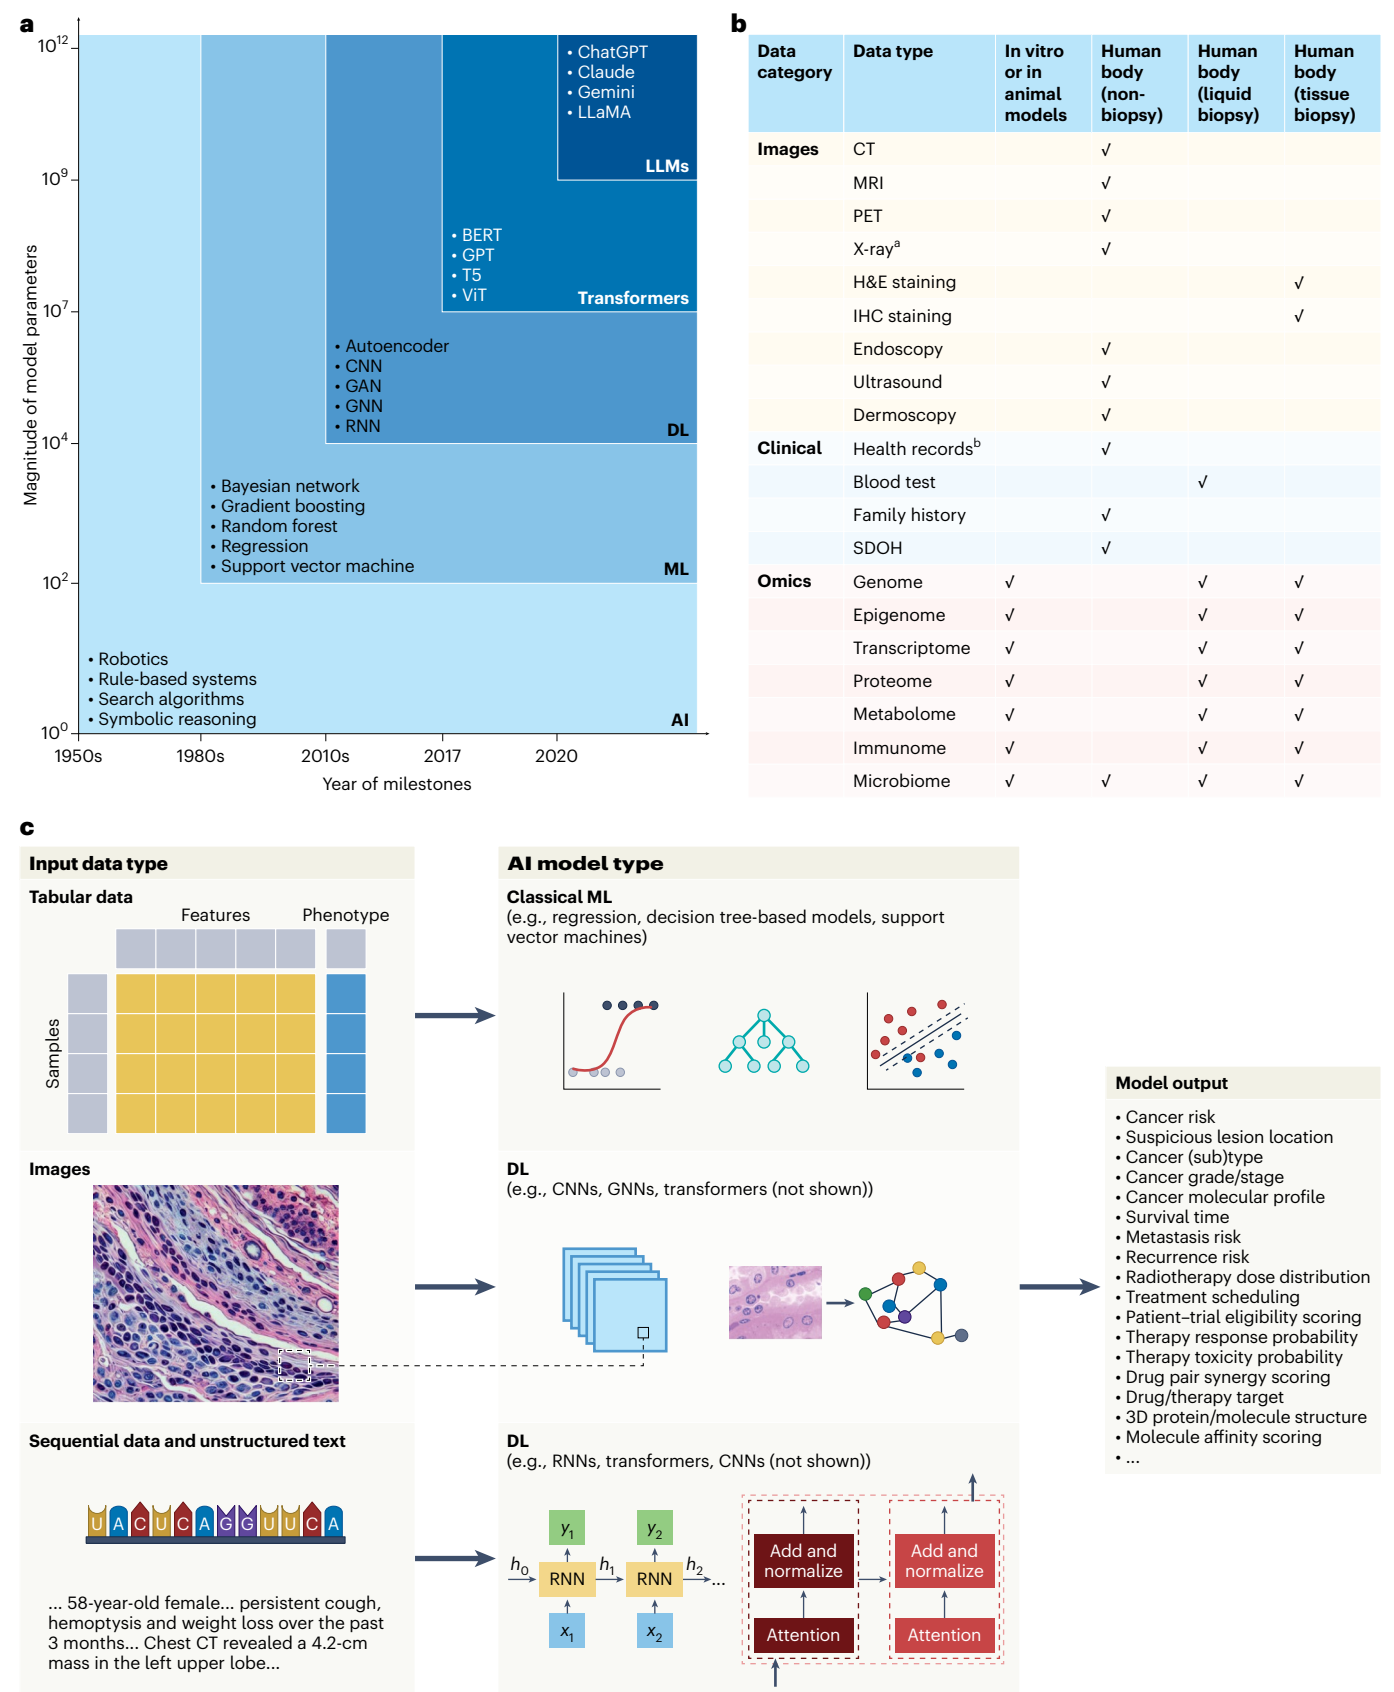 a
10¹²
10⁹
10⁷
10⁴
10²
10⁰
Magnitude of model parameters
• ChatGPT
• Claude
• Gemini
• LLaMA
LLMs
• BERT
• GPT
• T5
• ViT
Transformers
• Autoencoder
• CNN
• GAN
• GNN
• RNN
DL
• Bayesian network
• Gradient boosting
• Random forest
• Regression
• Support vector machine
ML
• Robotics
• Rule-based systems
• Search algorithms
• Symbolic reasoning
AI
1950s 1980s 2010s 2017 2020
Year of milestones
b
Data category Data type In vitro or in animal models Human body (non-biopsy) Human body (liquid biopsy) Human body (tissue biopsy)
Images CT √
MRI √
PET √
X-rayᵃ √
H&E staining √
IHC staining √
Endoscopy √
Ultrasound √
Dermoscopy √
Clinical Health recordsᵇ √
Blood test √
Family history √
SDOH √
Omics Genome √ √ √
Epigenome √ √ √
Transcriptome √ √ √
Proteome √ √ √
Metabolome √ √ √
Immunome √ √ √
Microbiome √ √ √ √
c
Input data type
Tabular data
Features Phenotype
Samples
Images
Sequential data and unstructured text
U A C U C A G G U U C A
... 58-year-old female... persistent cough,
hemoptysis and weight loss over the past
3 months... Chest CT revealed a 4.2-cm
mass in the left upper lobe...
AI model type
Classical ML
(e.g., regression, decision tree-based models, support
vector machines)
DL
(e.g., CNNs, GNNs, transformers (not shown))
DL
(e.g., RNNs, transformers, CNNs (not shown))
y₁ y₂
h₀ RNN h₁ RNN h₂ ...
x₁ x₂
Add and
normalize
Attention
Add and
normalize
Attention
Model output
• Cancer risk
• Suspicious lesion location
• Cancer (sub)type
• Cancer grade/stage
• Cancer molecular profile
• Survival time
• Metastasis risk
• Recurrence risk
• Radiotherapy dose distribution
• Treatment scheduling
• Patient–trial eligibility scoring
• Therapy response probability
• Therapy toxicity probability
• Drug pair synergy scoring
• Drug/therapy target
• 3D protein/molecule structure
• Molecule affinity scoring
• ...